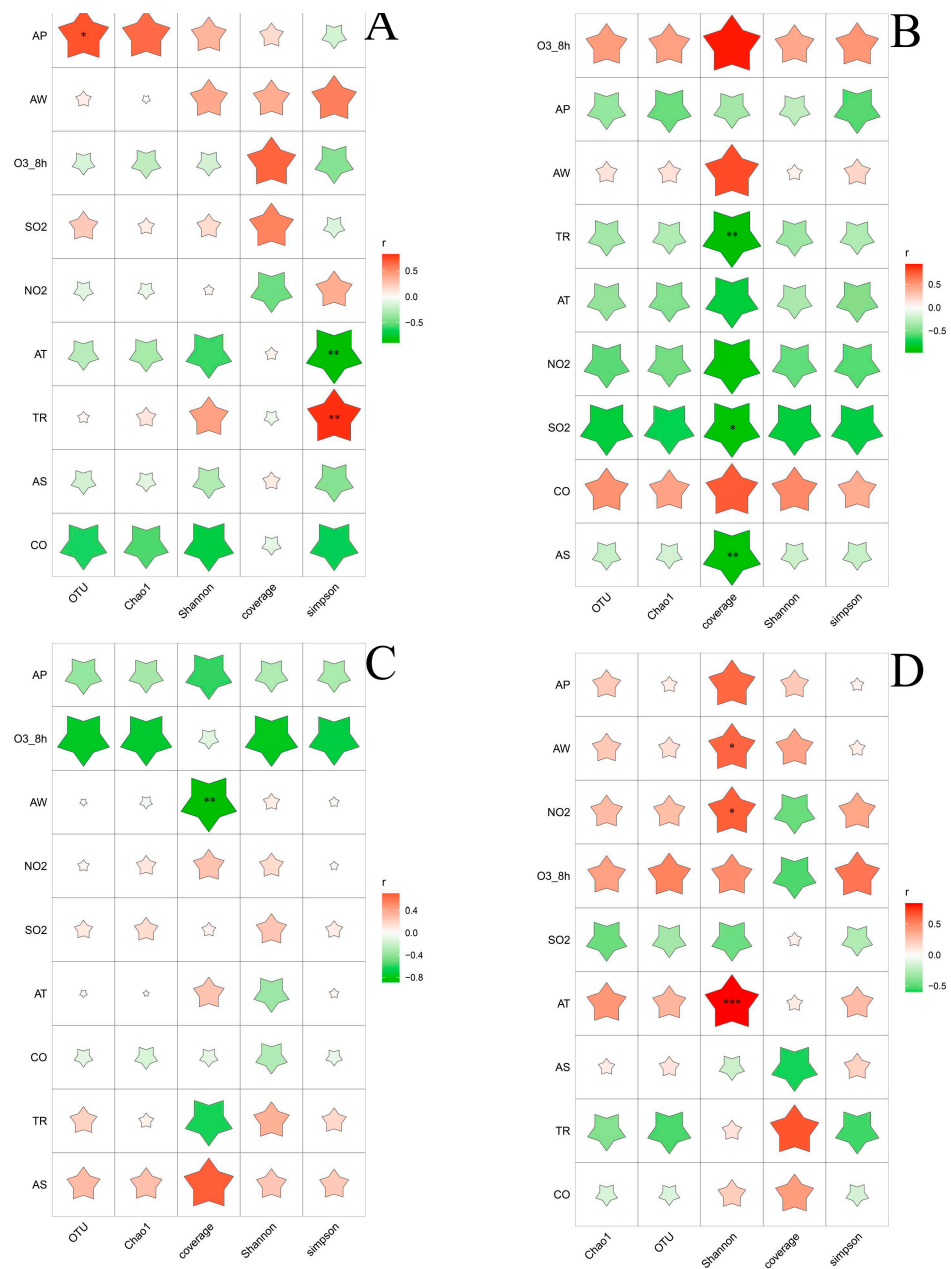 A
AP
*
AW
O3_8h
SO2
NO2
AT
**
TR
**
AS
CO
OTU
Chao1
Shannon
coverage
simpson
r
0.5
0.0
−0.5
B
O3_8h
AP
AW
TR
**
AT
NO2
SO2
*
CO
AS
**
OTU
Chao1
coverage
Shannon
simpson
r
0.5
0.0
−0.5
C
AP
O3_8h
AW
**
NO2
SO2
AT
CO
TR
AS
OTU
Chao1
coverage
Shannon
simpson
r
0.4
0.0
−0.4
−0.8
D
AP
AW
*
NO2
*
O3_8h
SO2
AT
***
AS
TR
CO
Chao1
OTU
Shannon
coverage
simpson
r
0.5
0.0
−0.5